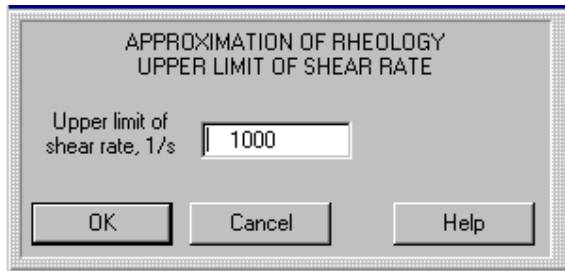 APPROXIMATION OF RHEOLOGY
UPPER LIMIT OF SHEAR RATE
Upper limit of
shear rate, 1/s
1000
OK Cancel Help